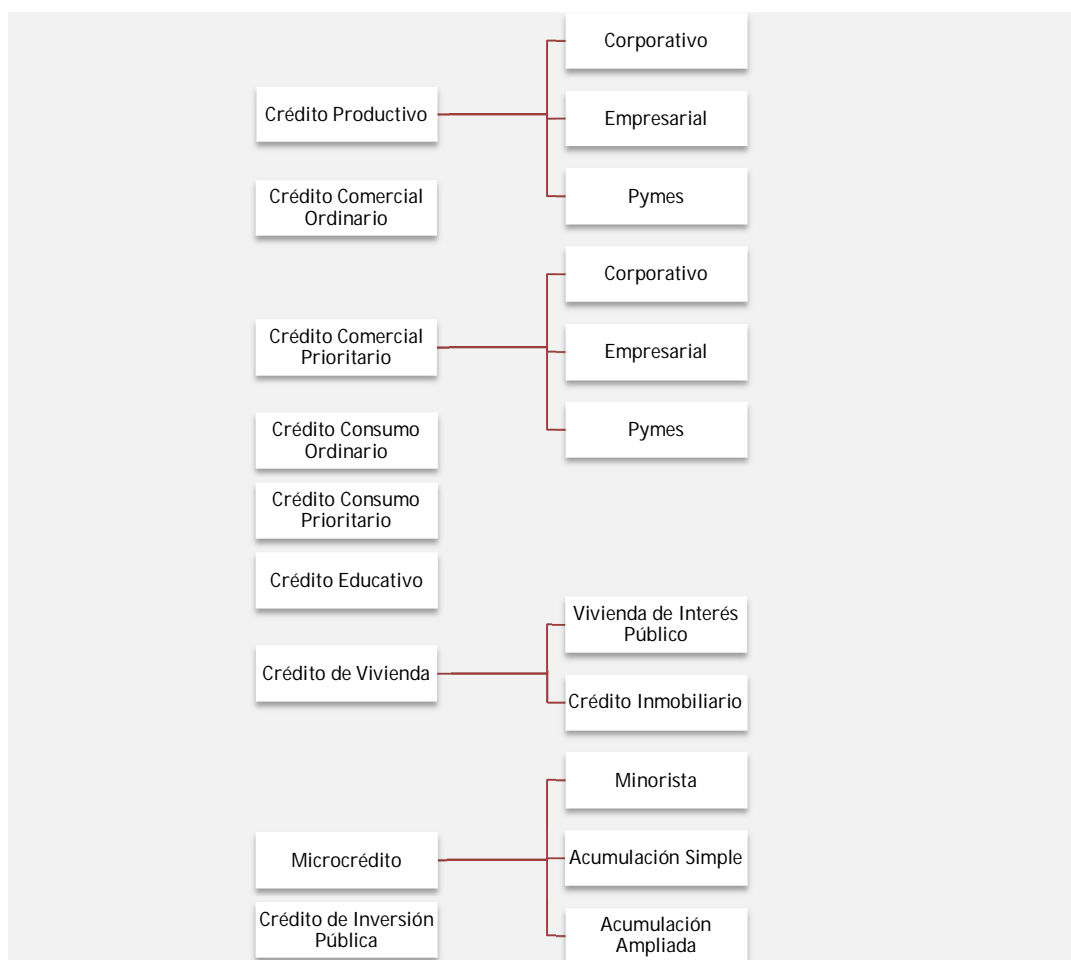 Crédito Productivo
Corporativo
Empresarial
Pymes
Crédito Comercial
Ordinario
Crédito Comercial
Prioritario
Corporativo
Empresarial
Pymes
Crédito Consumo
Ordinario
Crédito Consumo
Prioritario
Crédito Educativo
Crédito de Vivienda
Vivienda de Interés
Público
Crédito Inmobiliario
Microcrédito
Minorista
Acumulación Simple
Acumulación
Ampliada
Crédito de Inversión
Pública